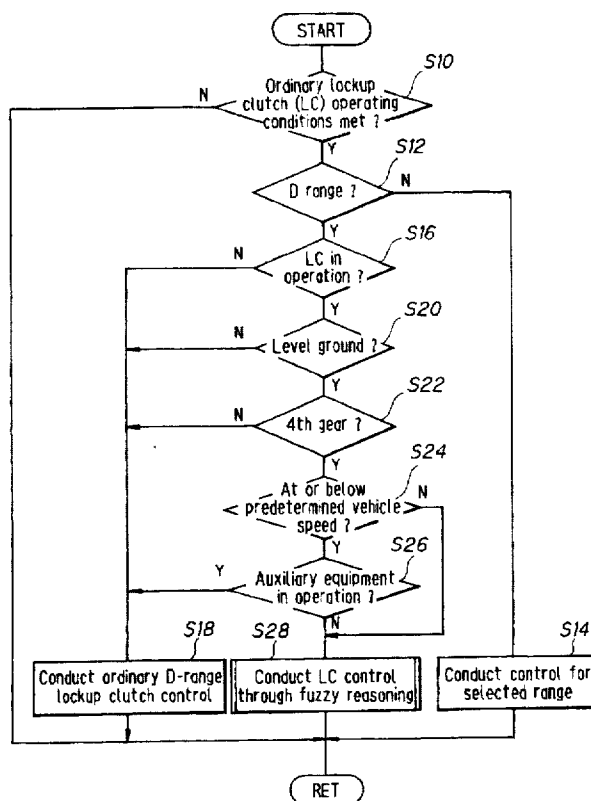 START
S10
Ordinary lockup
clutch (LC) operating
conditions met ?
N
Y
S12
D range ?
N
Y
S16
LC in
operation ?
N
Y
S20
Level ground ?
N
Y
S22
4th gear ?
N
Y
S24
At or below
predetermined vehicle
speed ?
N
Y
S26
Auxiliary equipment
in operation ?
Y
N
S18
Conduct ordinary D-range
lockup clutch control
S28
Conduct LC control
through fuzzy reasoning
S14
Conduct control for
selected range
RET